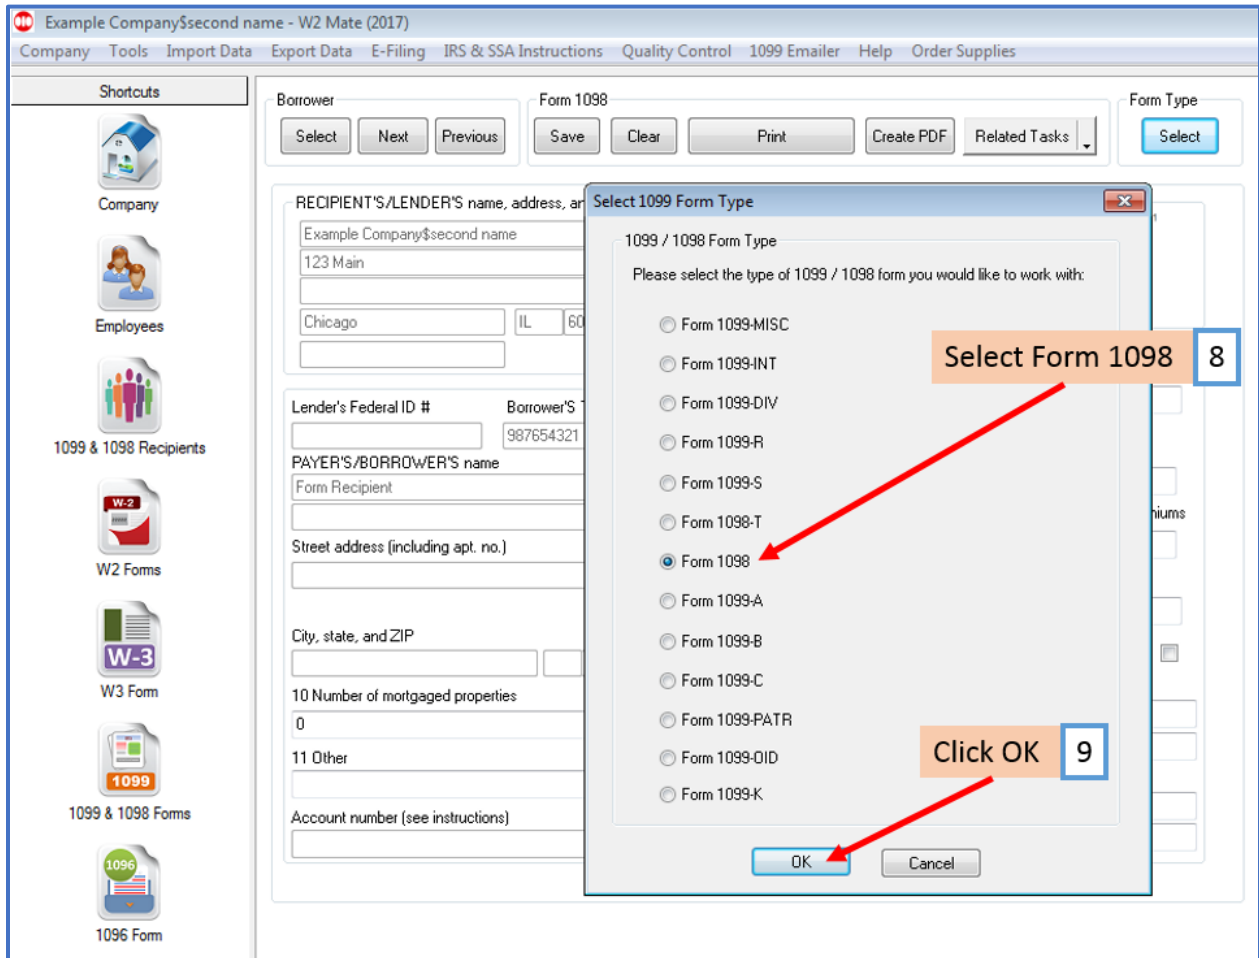 Example Company$second name - W2 Mate (2017)
Company Tools Import Data Export Data E-Filing IRS & SSA Instructions Quality Control 1099 Emailer Help Order Supplies
Shortcuts
Company
Employees
1099 & 1098 Recipients
W-2
W2 Forms
W-3
W3 Form
1099
1099 & 1098 Forms
1096
1096 Form
Borrower
Select Next Previous
Form 1098
Save Clear Print Create PDF Related Tasks
Form Type
Select
RECIPIENT'S/LENDER'S name, address, ar
Example Company$second name
123 Main
Chicago IL 60
Lender's Federal ID # Borrower'S
987654321
PAYER'S/BORROWER'S name
Form Recipient
Street address (including apt. no.)
City, state, and ZIP
10 Number of mortgaged properties
0
11 Other
Account number (see instructions)
niums
Select 1099 Form Type
1099 / 1098 Form Type
Please select the type of 1099 / 1098 form you would like to work with:
Form 1099-MISC
Form 1099-INT
Form 1099-DIV
Form 1099-R
Form 1099-S
Form 1098-T
Form 1098
Form 1099-A
Form 1099-B
Form 1099-C
Form 1099-PATR
Form 1099-OID
Form 1099-K
OK Cancel
Select Form 1098 8
Click OK 9